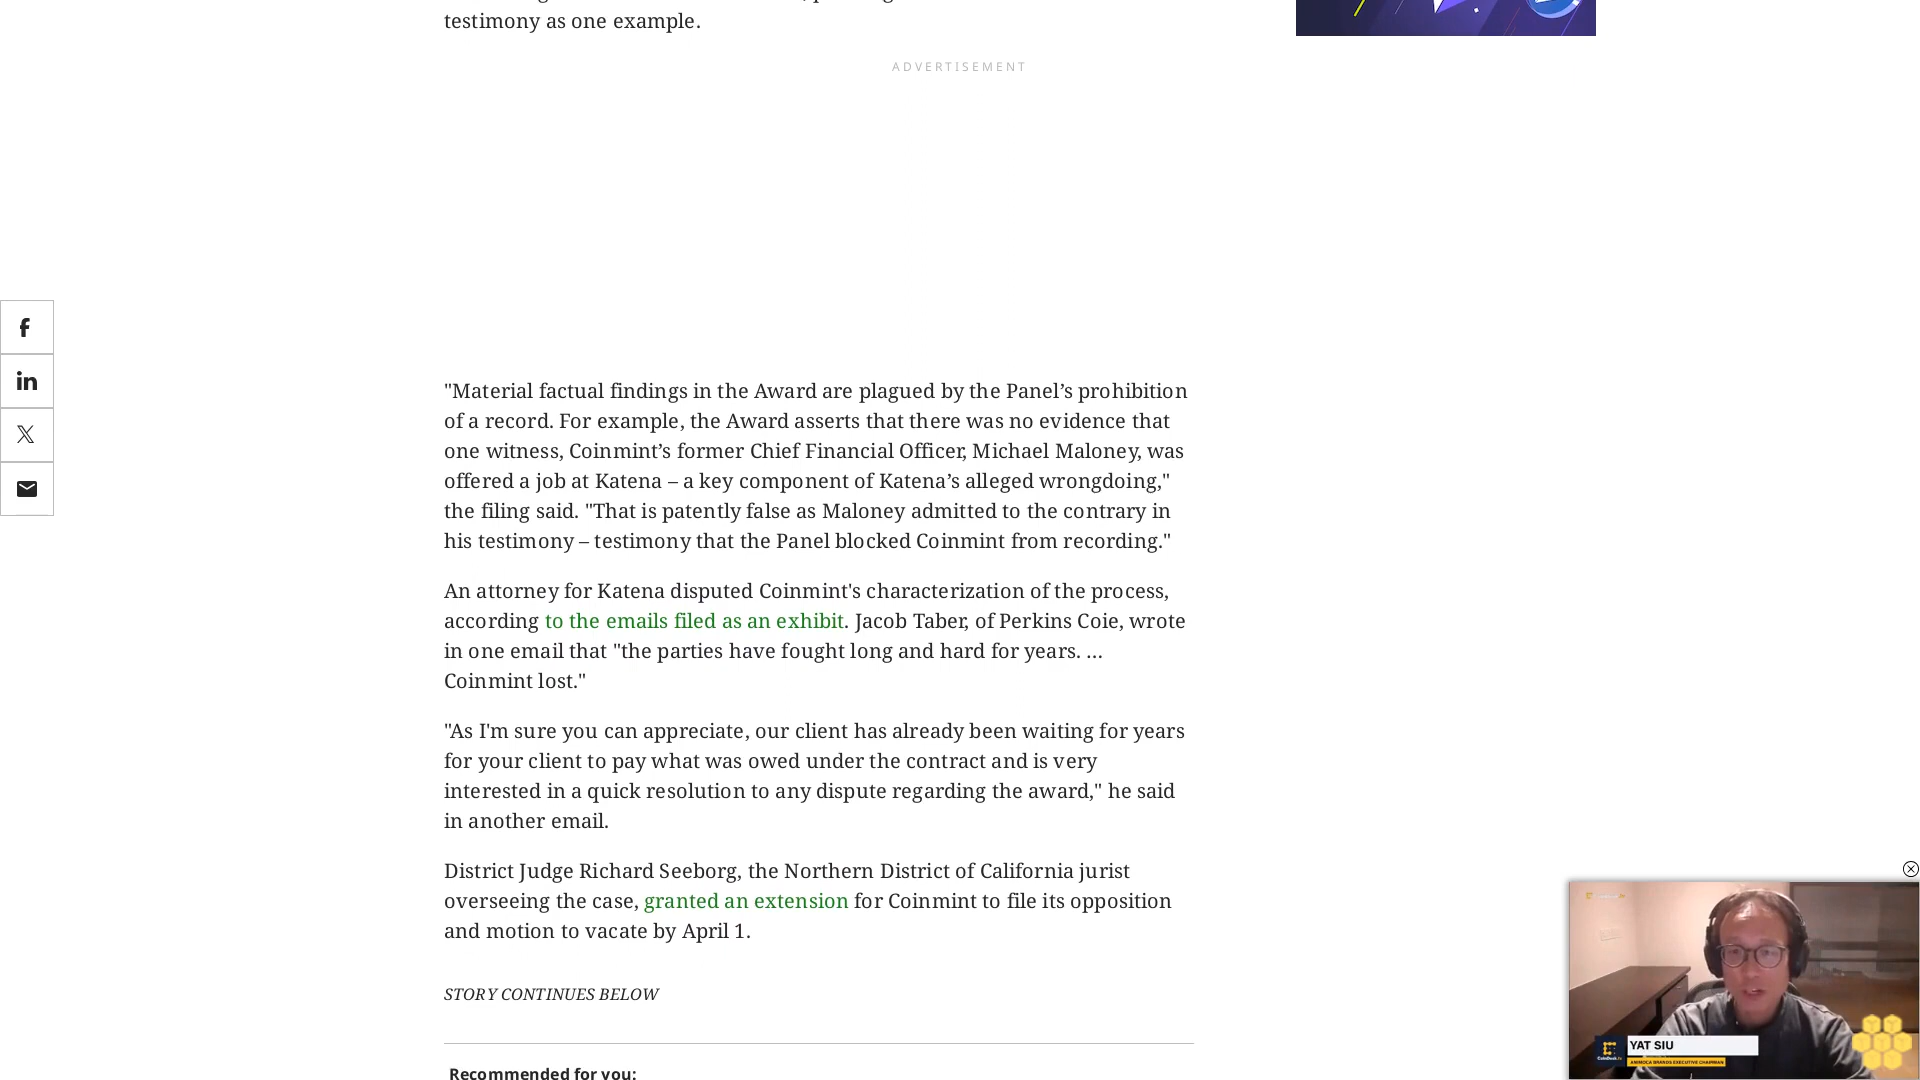 testimony as one example.
ADVERTISEMENT
"Material factual findings in the Award are plagued by the Panel’s prohibition
of a record. For example, the Award asserts that there was no evidence that
one witness, Coinmint’s former Chief Financial Officer, Michael Maloney, was
offered a job at Katena – a key component of Katena’s alleged wrongdoing,"
the filing said. "That is patently false as Maloney admitted to the contrary in
his testimony – testimony that the Panel blocked Coinmint from recording."
An attorney for Katena disputed Coinmint's characterization of the process,
according to the emails filed as an exhibit. Jacob Taber, of Perkins Coie, wrote
in one email that "the parties have fought long and hard for years. ...
Coinmint lost."
"As I'm sure you can appreciate, our client has already been waiting for years
for your client to pay what was owed under the contract and is very
interested in a quick resolution to any dispute regarding the award," he said
in another email.
District Judge Richard Seeborg, the Northern District of California jurist
overseeing the case, granted an extension for Coinmint to file its opposition
and motion to vacate by April 1.
STORY CONTINUES BELOW
Recommended for you:
YAT SIU
ANIMOCA BRANDS EXECUTIVE CHAIRMAN